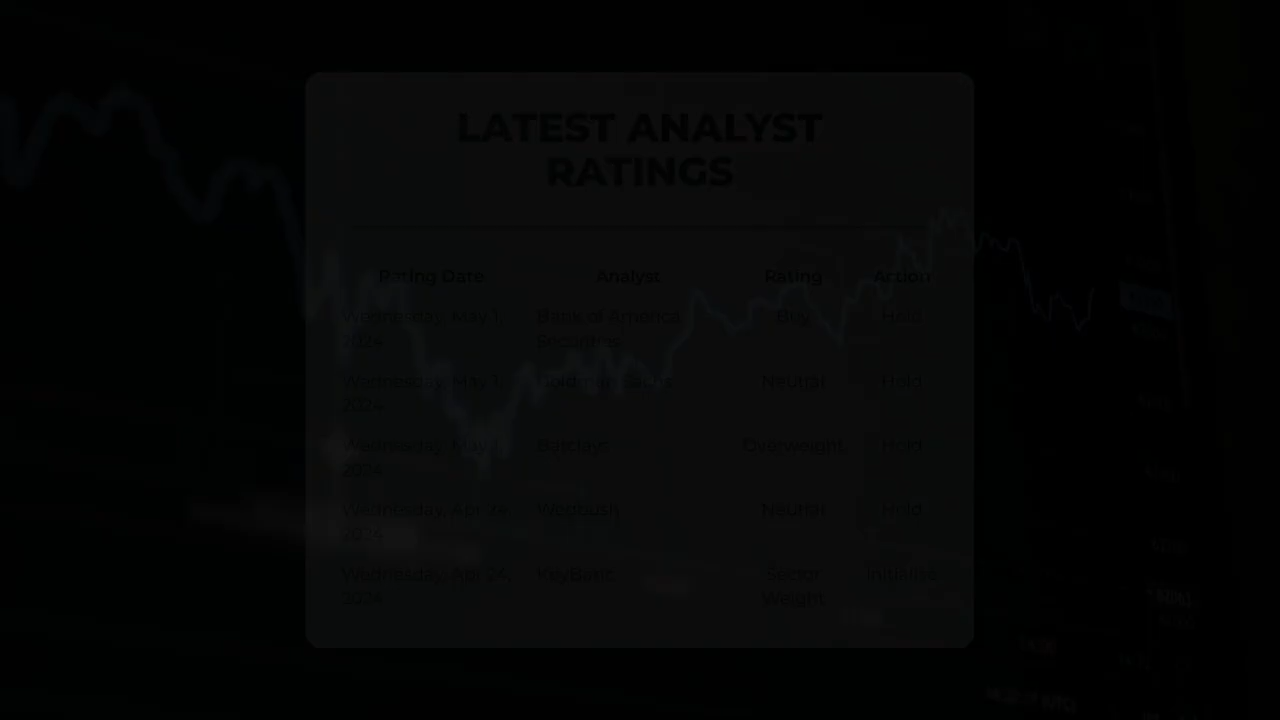 LATEST ANALYST
RATINGS
Rating Date Analyst Rating Action
Wednesday, May 1, Bank of America Buy Hold
2024 Securities
Wednesday, May 1, Goldman Sachs Neutral Hold
2024
Wednesday, May 1, Barclays Overweight Hold
2024
Wednesday, Apr 24, Wedbush Neutral Hold
2024
Wednesday, Apr 24, KeyBanc Sector Initialise
2024 Weight